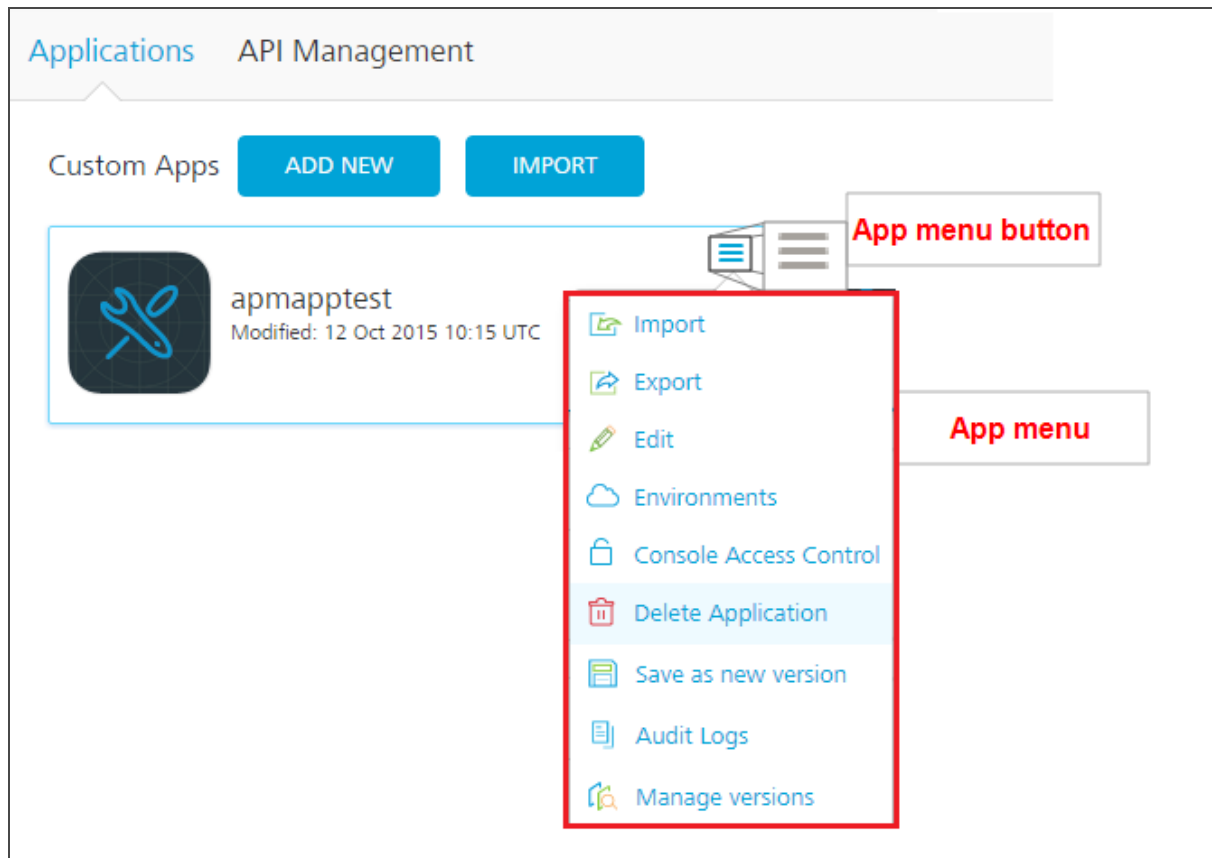 Applications API Management
Custom Apps ADD NEW IMPORT
App menu button
apmapptest
Modified: 12 Oct 2015 10:15 UTC
Import
Export
Edit
App menu
Environments
Console Access Control
Delete Application
Save as new version
Audit Logs
Manage versions